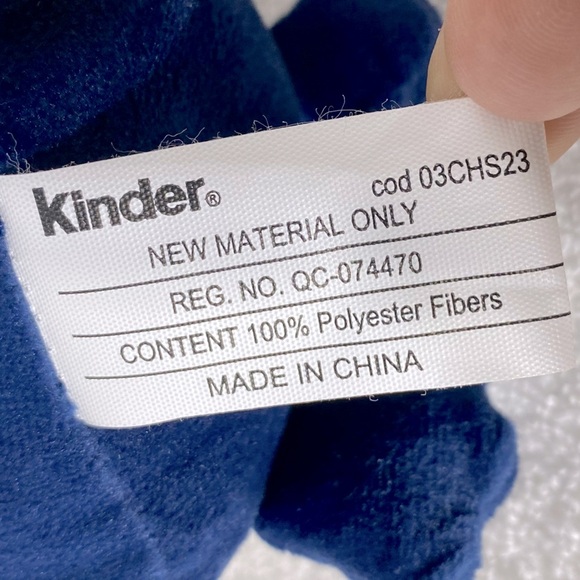 Kinder® cod 03CHS23
NEW MATERIAL ONLY
REG. NO. QC-074470
CONTENT 100% Polyester Fibers
MADE IN CHINA